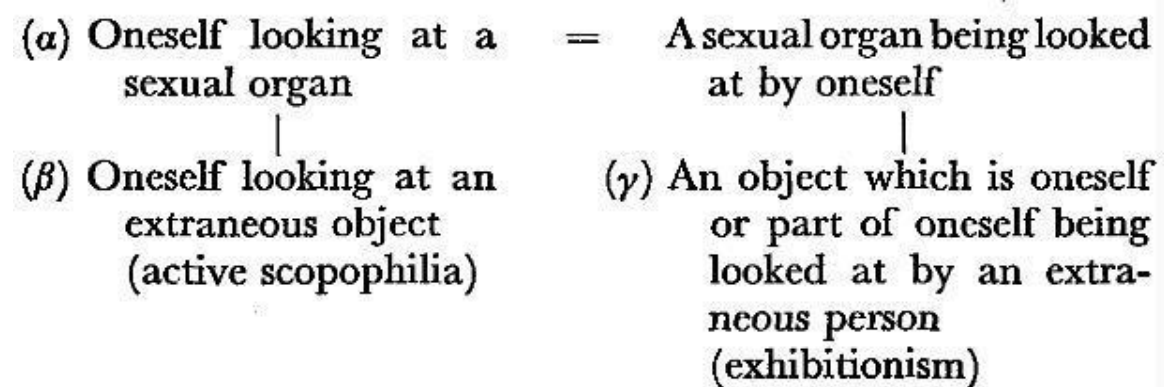 (α) Oneself looking at a = A sexual organ being looked
sexual organ at by oneself
(β) Oneself looking at an (γ) An object which is oneself
extraneous object or part of oneself being
(active scopophilia) looked at by an extra-
neous person
(exhibitionism)